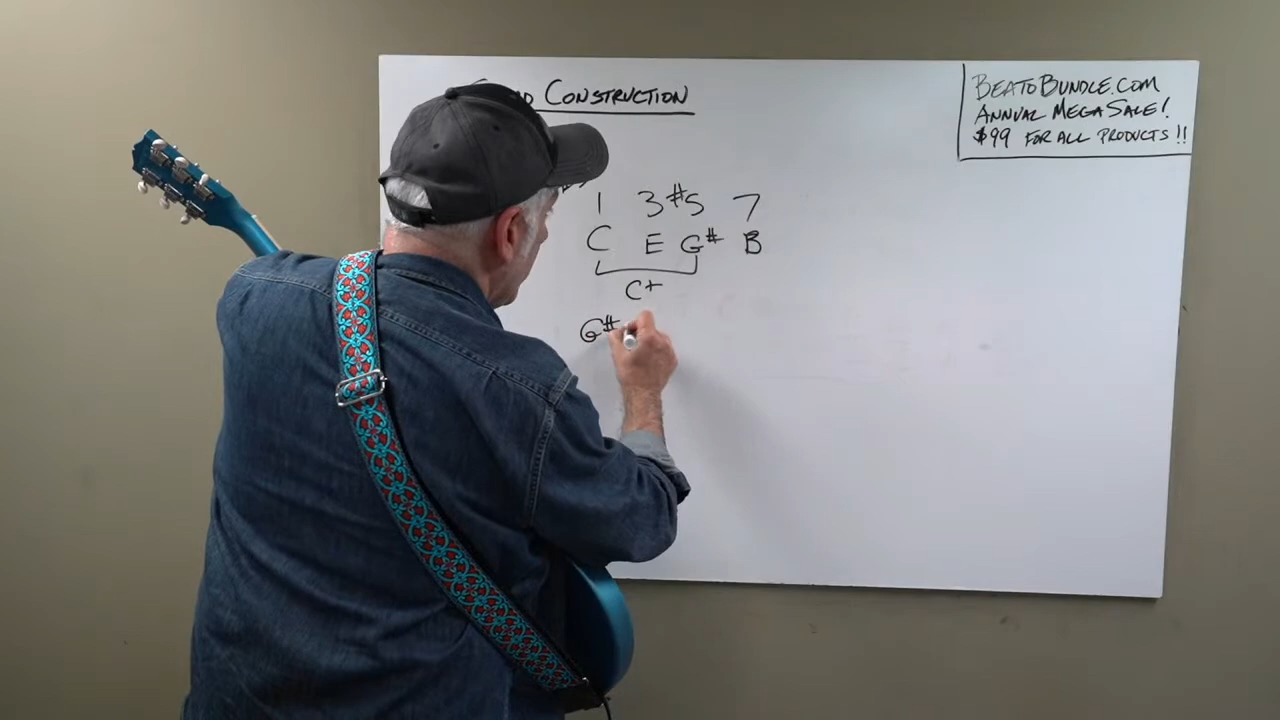 CONSTRUCTION
BEATOBUNDLE.COM
ANNUAL MEGA SALE!
$99 FOR ALL PRODUCTS!!
1 3 #5 7
C E G# B
C+
G#